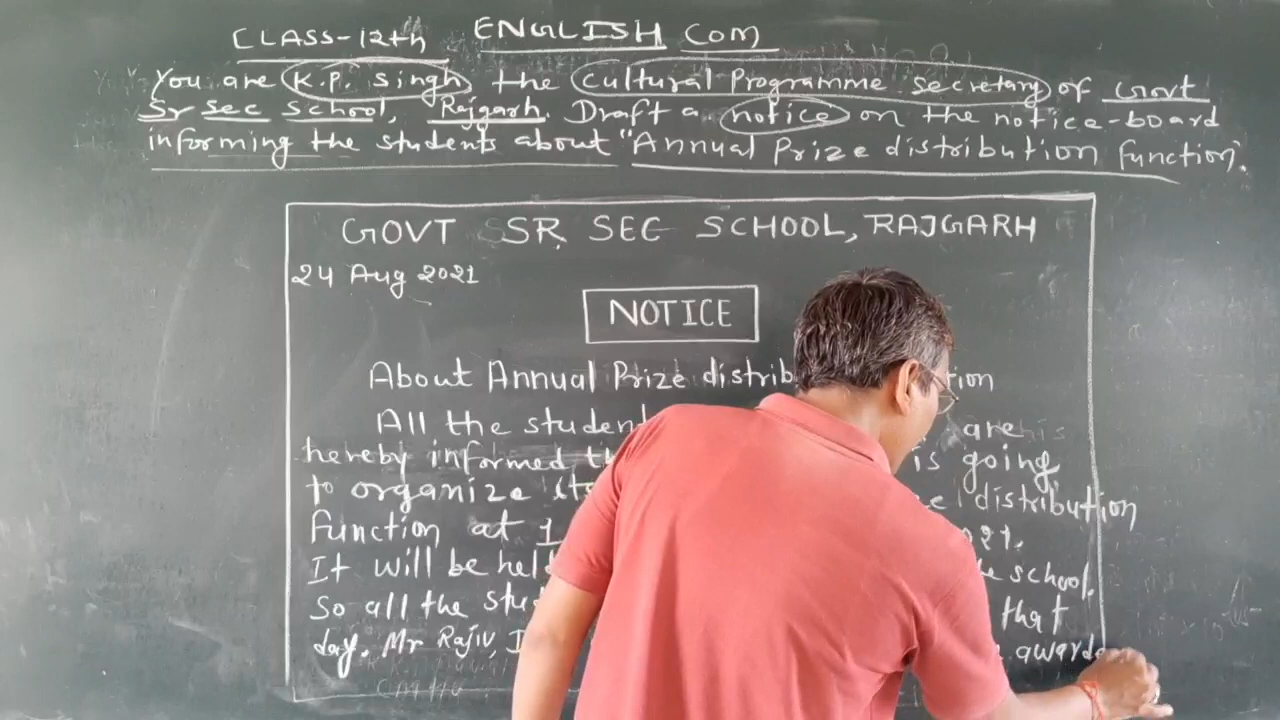 CLASS-12th ENGLISH COM
You are K.P. Singh the Cultural Programme secretary of Govt
Sr Sec School, Rajgarh. Draft a notice on the notice-board
informing the students about "Annual Prize distribution function".
GOVT SR SEC SCHOOL, RAJGARH
24 Aug 2021
NOTICE
About Annual Prize distrib tion
All the student are
hereby informed th is going
to organize its distribution
function at 1
It will be hel school.
So all the stu that
day. Mr Rajiv, awarde